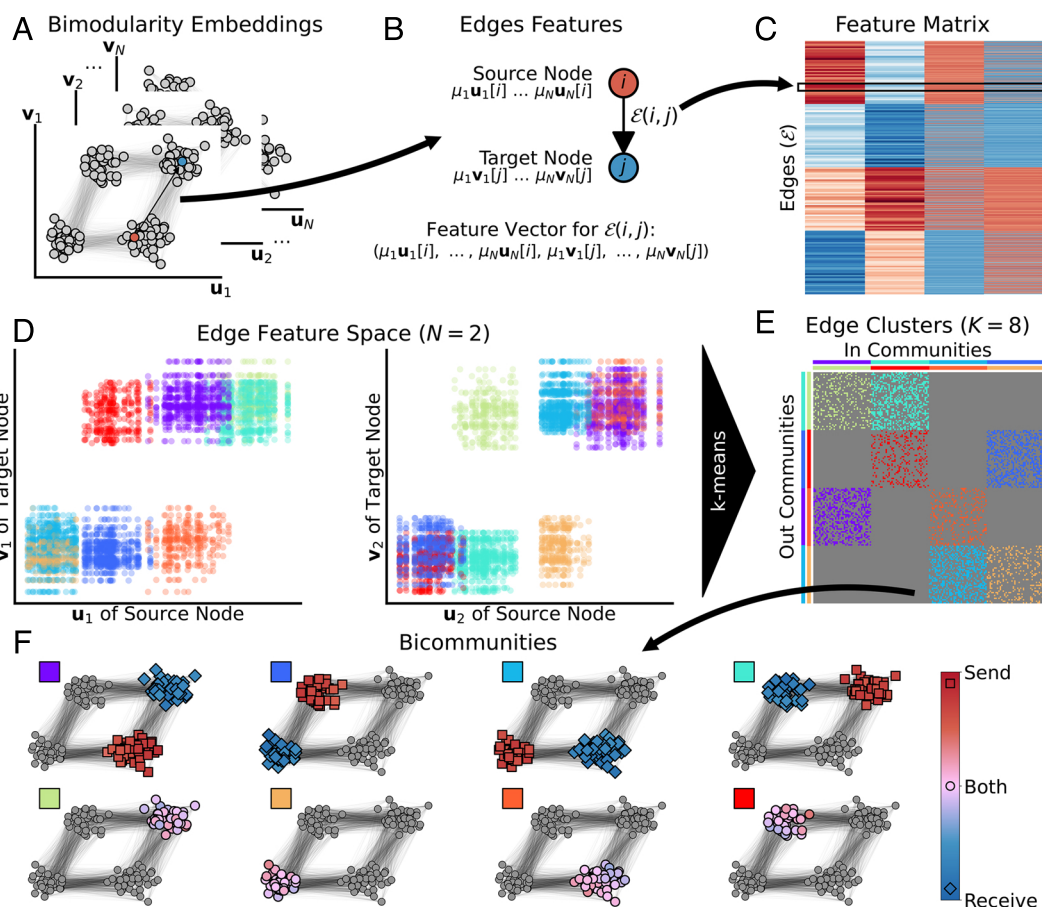 A Bimodularity Embeddings
v_N
...
v_2
v_1
u_N
...
u_2
u_1
B Edges Features
Source Node
μ_1u_1[i] ... μ_Nu_N[i]
i
ℰ(i, j)
Target Node
μ_1v_1[j] ... μ_Nv_N[j]
j
Feature Vector for ℰ(i, j):
(μ_1u_1[i], ... , μ_Nu_N[i], μ_1v_1[j], ... , μ_Nv_N[j])
C Feature Matrix
Edges (ℰ)
D Edge Feature Space (N = 2)
v_1 of Target Node
u_1 of Source Node
v_2 of Target Node
u_2 of Source Node
k-means
E Edge Clusters (K = 8)
In Communities
Out Communities
F Bicommunities
Send
Both
Receive